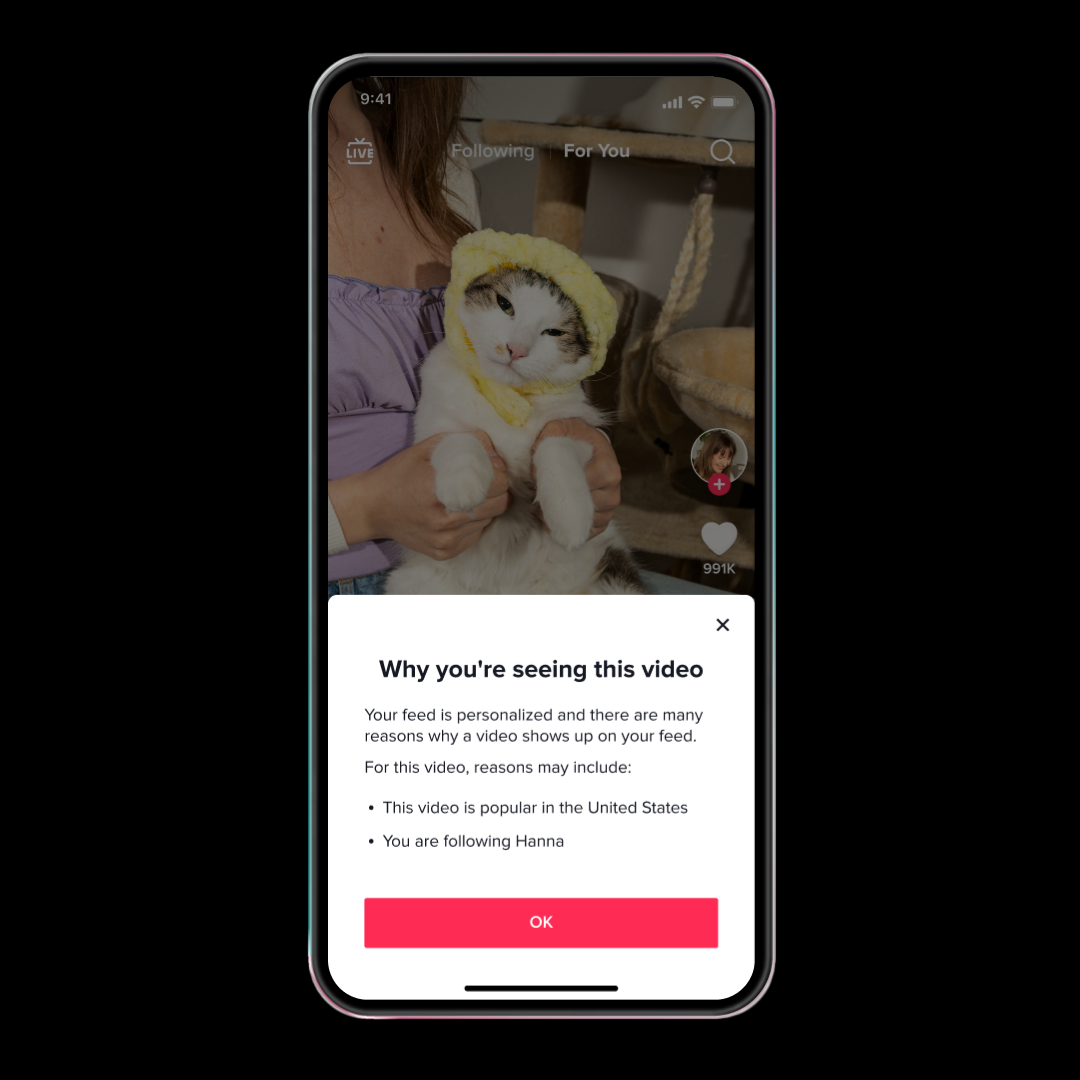 9:41
LIVE
Following
For You
991K
Why you're seeing this video
Your feed is personalized and there are many
reasons why a video shows up on your feed.
For this video, reasons may include:
• This video is popular in the United States
• You are following Hanna
OK